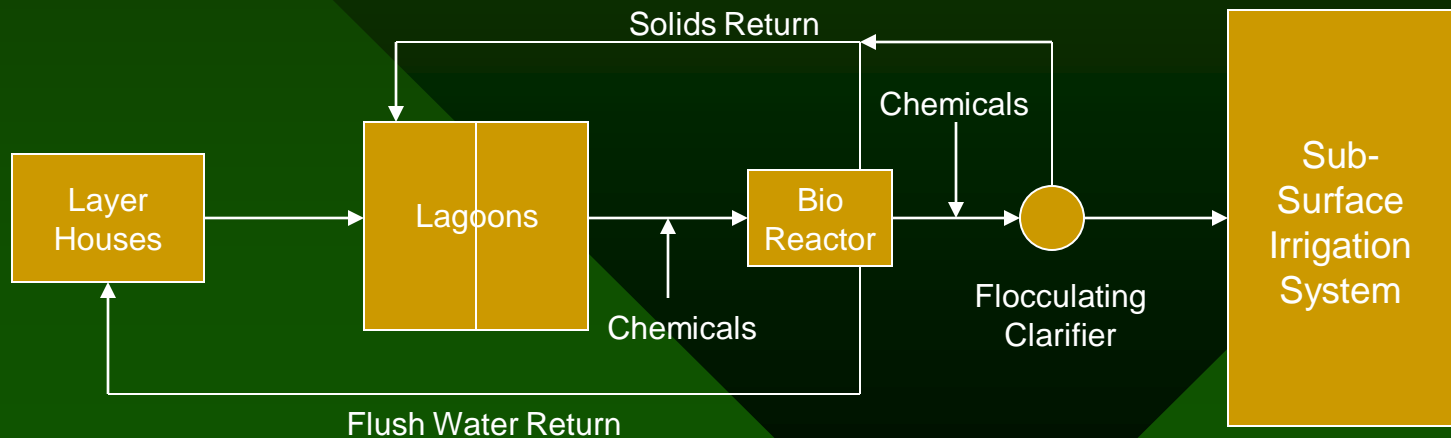 Solids Return
Chemicals
Layer
Houses
Lagoons
Chemicals
Bio
Reactor
Flocculating
Clarifier
Sub-
Surface
Irrigation
System
Flush Water Return